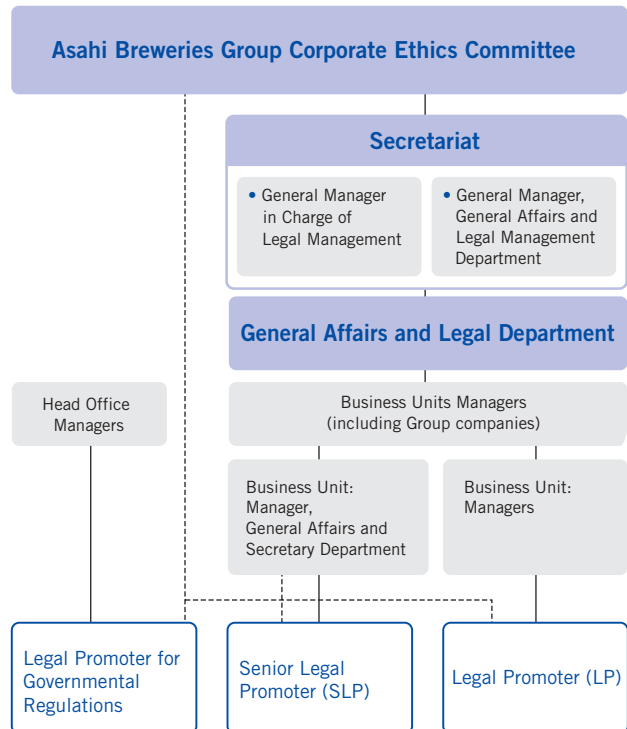 Asahi Breweries Group Corporate Ethics Committee
Secretariat
• General Manager
in Charge of
Legal Management
• General Manager,
General Affairs and
Legal Management
Department
General Affairs and Legal Department
Head Office
Managers
Business Units Managers
(including Group companies)
Business Unit:
Manager,
General Affairs and
Secretary Department
Business Unit:
Managers
Legal Promoter for
Governmental
Regulations
Senior Legal
Promoter (SLP)
Legal Promoter (LP)